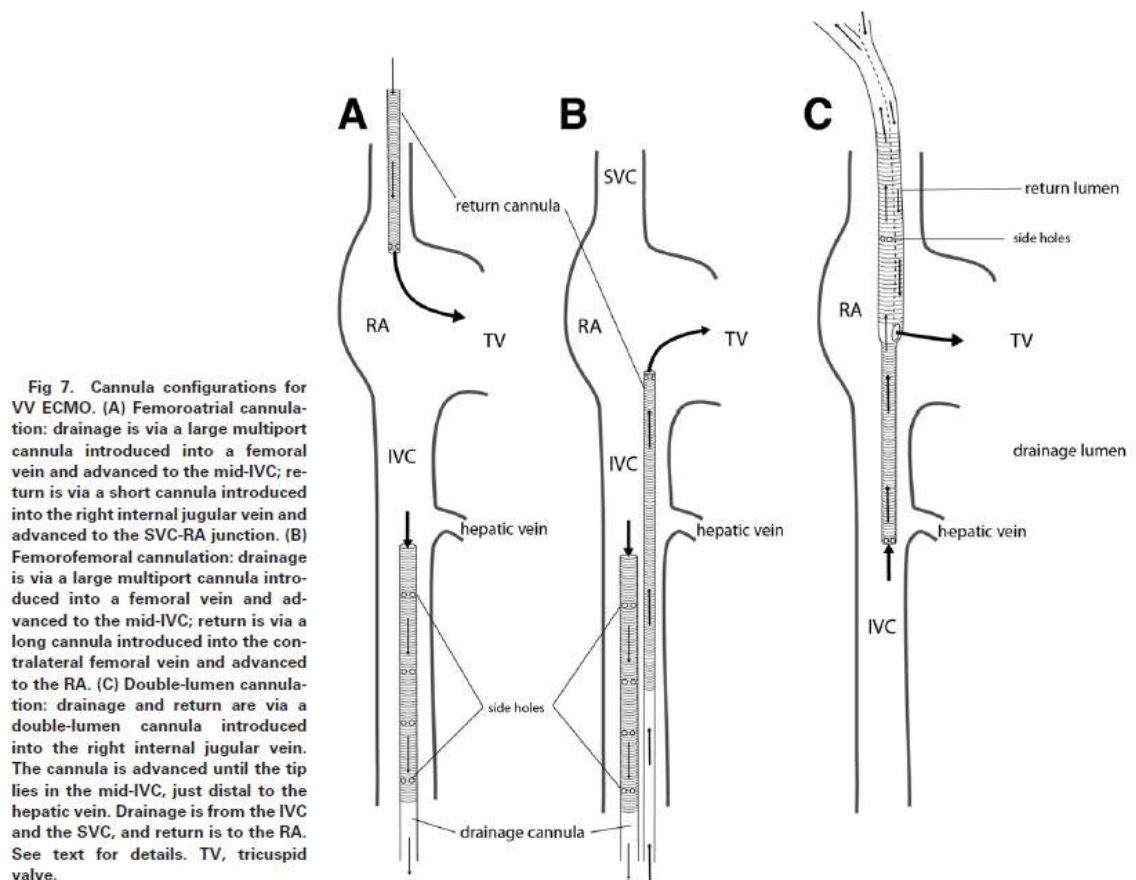 Fig 7. Cannula configurations for
VV ECMO. (A) Femoroatrial cannula-
tion: drainage is via a large multiport
cannula introduced into a femoral
vein and advanced to the mid-IVC; re-
turn is via a short cannula introduced
into the right internal jugular vein and
advanced to the SVC-RA junction. (B)
Femorofemoral cannulation: drainage
is via a large multiport cannula intro-
duced into a femoral vein and ad-
vanced to the mid-IVC; return is via a
long cannula introduced into the con-
tralateral femoral vein and advanced
to the RA. (C) Double-lumen cannula-
tion: drainage and return are via a
double-lumen cannula introduced
into the right internal jugular vein.
The cannula is advanced until the tip
lies in the mid-IVC, just distal to the
hepatic vein. Drainage is from the IVC
and the SVC, and return is to the RA.
See text for details. TV, tricuspid
valve.
A
return cannula
RA
TV
IVC
hepatic vein
side holes
drainage cannula
B
SVC
RA
TV
IVC
hepatic vein
C
return lumen
side holes
RA
TV
drainage lumen
hepatic vein
IVC